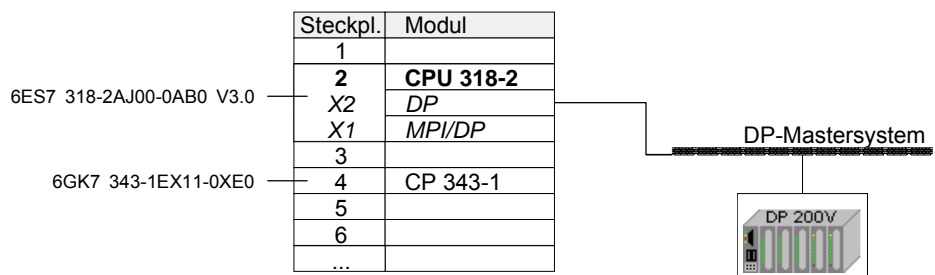 Steckpl. Modul
1
2 CPU 318-2
6ES7 318-2AJ00-0AB0 V3.0 X2 DP
X1 MPI/DP
DP-Mastersystem
3
6GK7 343-1EX11-0XE0 4 CP 343-1
5
6
DP 200V
...